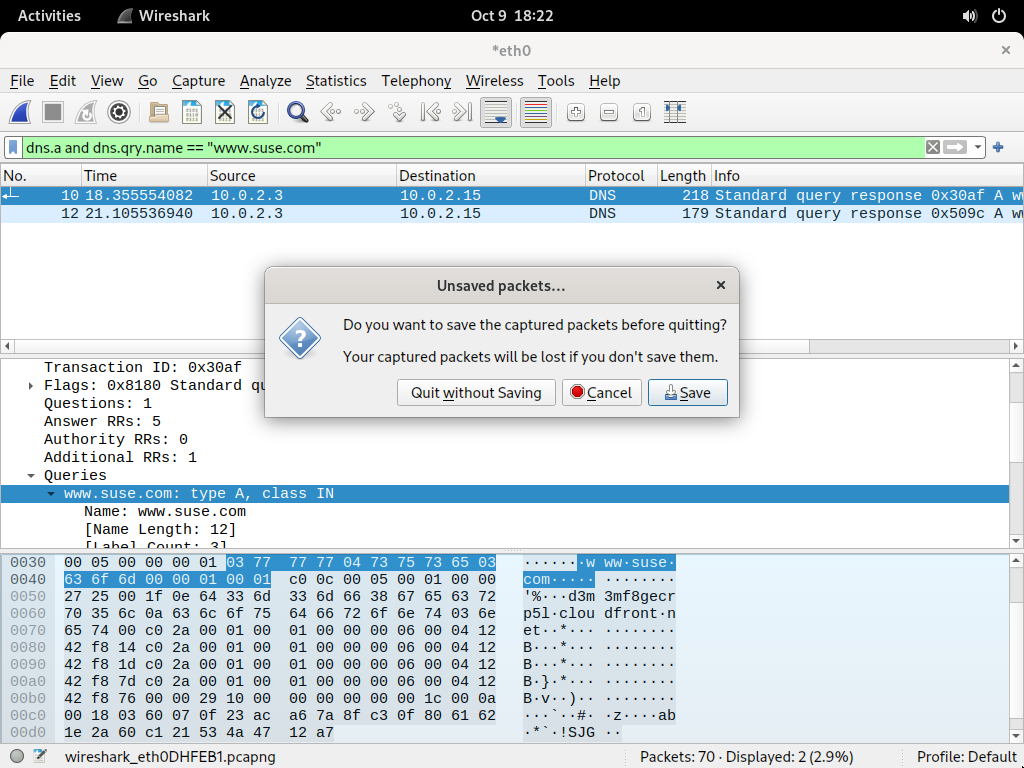 Activities Wireshark Oct 9 18:22
*eth0
File Edit View Go Capture Analyze Statistics Telephony Wireless Tools Help
dns.a and dns.qry.name == "www.suse.com"
No. Time Source Destination Protocol Length Info
10 18.355554082 10.0.2.3 10.0.2.15 DNS 218 Standard query response 0x30af A w
12 21.105536940 10.0.2.3 10.0.2.15 DNS 179 Standard query response 0x509c A w
Unsaved packets...
Do you want to save the captured packets before quitting?
Your captured packets will be lost if you don't save them.
Quit without Saving Cancel Save
Transaction ID: 0x30af
Flags: 0x8180 Standard qu
Questions: 1
Answer RRs: 5
Authority RRs: 0
Additional RRs: 1
Queries
www.suse.com: type A, class IN
Name: www.suse.com
[Name Length: 12]
[Label Count: 3]
0030 00 05 00 00 00 01 03 77 77 77 04 73 75 73 65 03 ·······w ww·suse·
0040 63 6f 6d 00 00 01 00 01 c0 0c 00 05 00 01 00 00 com····· ········
0050 27 25 00 1f 0e 64 33 6d 33 6d 66 38 67 65 63 72 '%···d3m 3mf8gecr
0060 70 35 6c 0a 63 6c 6f 75 64 66 72 6f 6e 74 03 6e p5l·clou dfront·n
0070 65 74 00 c0 2a 00 01 00 01 00 00 00 06 00 04 12 et··*··· ········
0080 42 f8 14 c0 2a 00 01 00 01 00 00 00 06 00 04 12 B···*··· ········
0090 42 f8 1d c0 2a 00 01 00 01 00 00 00 06 00 04 12 B···*··· ········
00a0 42 f8 7d c0 2a 00 01 00 01 00 00 00 06 00 04 12 B·}·*··· ········
00b0 42 f8 76 00 00 29 10 00 00 00 00 00 00 1c 00 0a B·v··)·· ········
00c0 00 18 03 60 07 0f 23 ac a6 7a 8f c3 0f 80 61 62 ···`··#· ·z····ab
00d0 1e 2a 60 c1 21 53 4a 47 12 a7 ·*`·!SJG ··
wireshark_eth0DHFEB1.pcapng Packets: 70 · Displayed: 2 (2.9%) Profile: Default